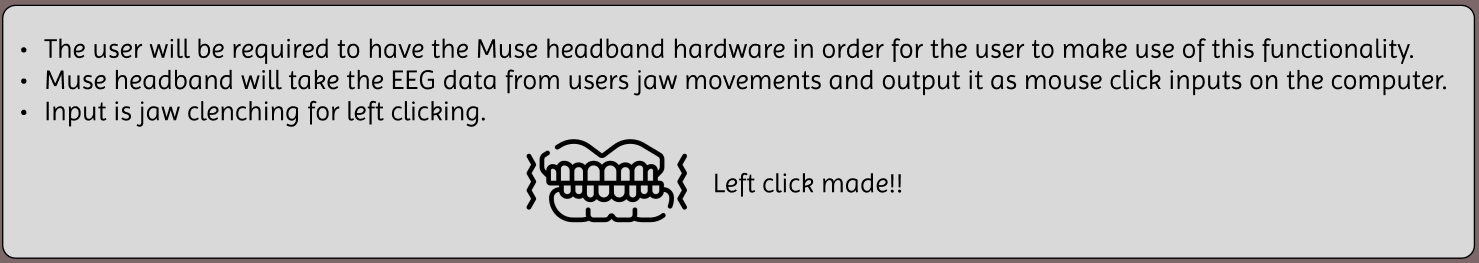 • The user will be required to have the Muse headband hardware in order for the user to make use of this functionality.
• Muse headband will take the EEG data from users jaw movements and output it as mouse click inputs on the computer.
• Input is jaw clenching for left clicking.
Left click made!!